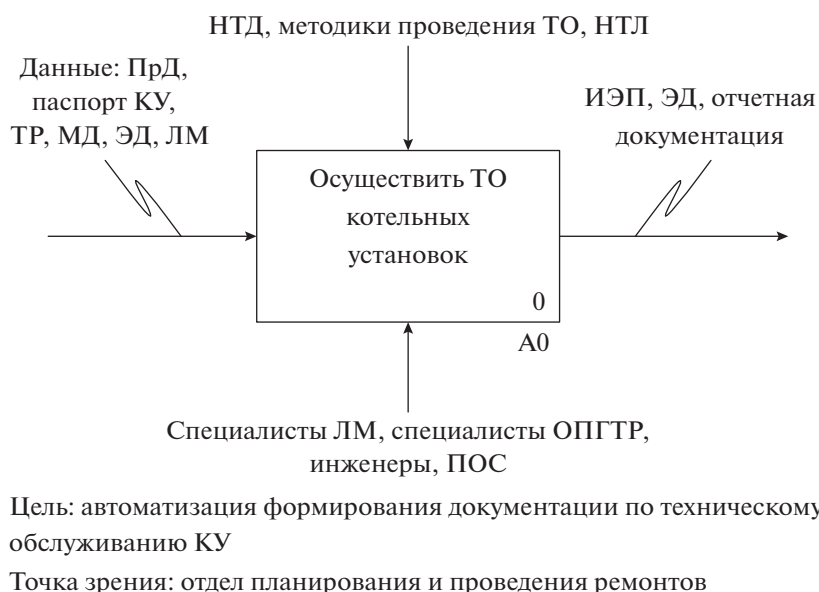 НТД, методики проведения ТО, НТЛ
Данные: ПрД,
паспорт КУ,
ТР, МД, ЭД, ЛМ
ИЭП, ЭД, отчетная
документация
Осуществить ТО
котельных
установок
0
А0
Специалисты ЛМ, специалисты ОПГТР,
инженеры, ПОС
Цель: автоматизация формирования документации по техническому
обслуживанию КУ
Точка зрения: отдел планирования и проведения ремонтов